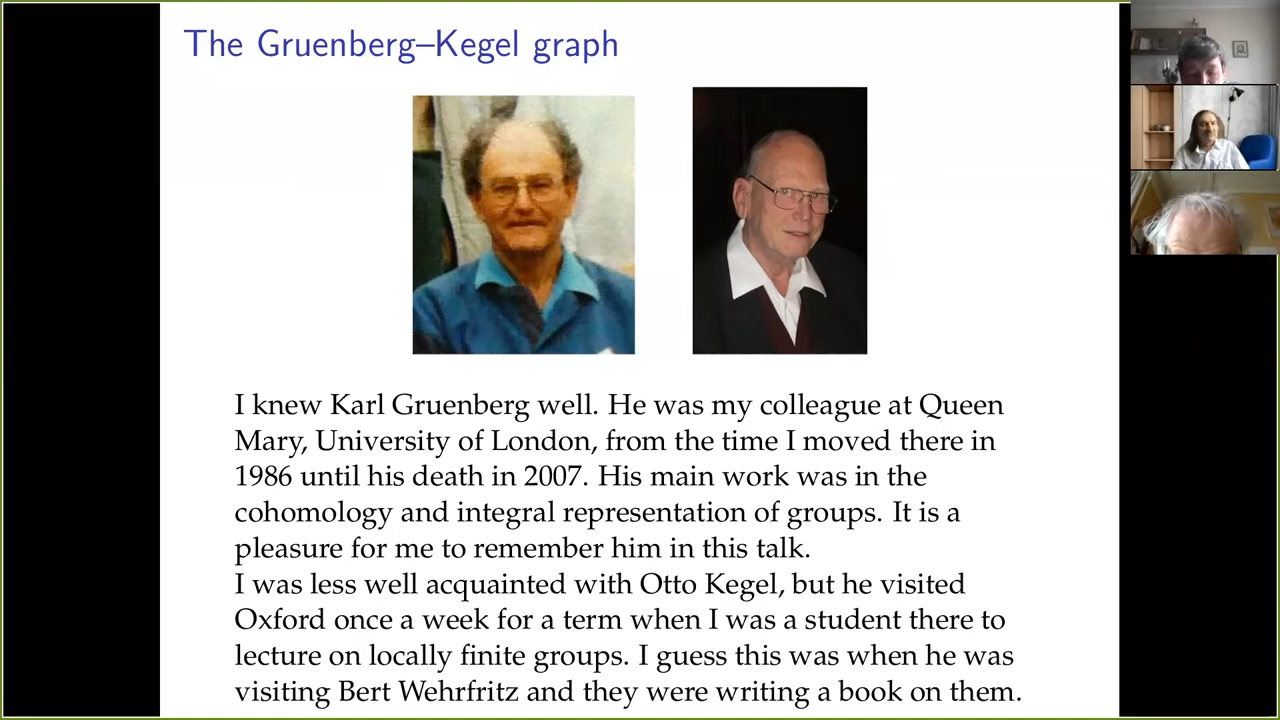 The Gruenberg–Kegel graph
I knew Karl Gruenberg well. He was my colleague at Queen
Mary, University of London, from the time I moved there in
1986 until his death in 2007. His main work was in the
cohomology and integral representation of groups. It is a
pleasure for me to remember him in this talk.
I was less well acquainted with Otto Kegel, but he visited
Oxford once a week for a term when I was a student there to
lecture on locally finite groups. I guess this was when he was
visiting Bert Wehrfritz and they were writing a book on them.